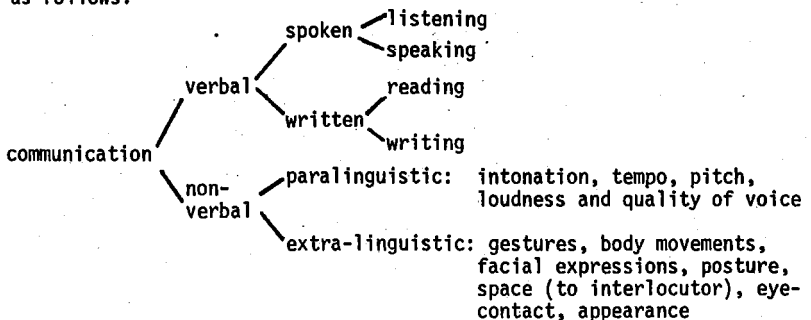 as follows:
spoken
listening
speaking
verbal
written
reading
writing
communication
non-
verbal
paralinguistic: intonation, tempo, pitch,
loudness and quality of voice
extra-linguistic: gestures, body movements,
facial expressions, posture,
space (to interlocutor), eye-
contact, appearance